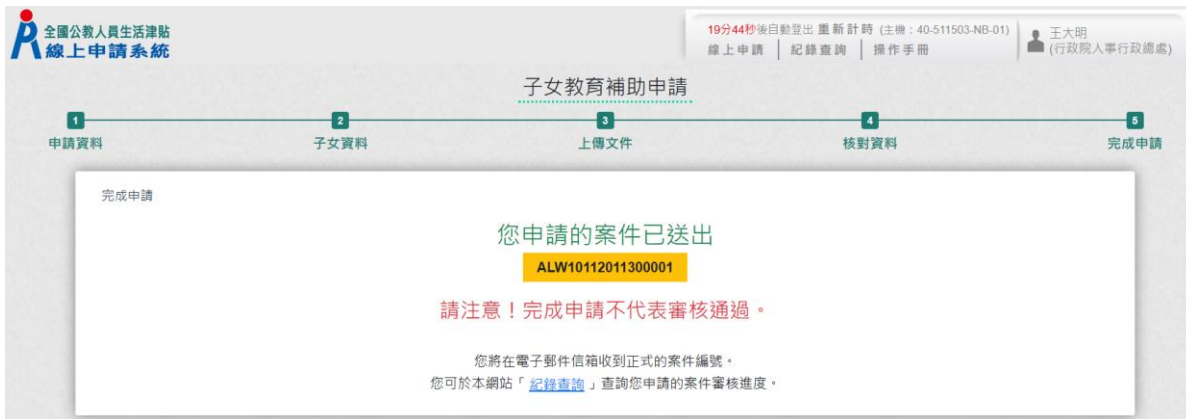 全國公教人員生活津貼
線上申請系統
19分44秒後自動登出 重新計時 (主機：40-511503-NB-01)
線上申請 | 紀錄查詢 | 操作手冊
王大明
(行政院人事行政總處)
子女教育補助申請
1
申請資料
2
子女資料
3
上傳文件
4
核對資料
5
完成申請
完成申請
您申請的案件已送出
ALW10112011300001
請注意！完成申請不代表審核通過。
您將在電子郵件信箱收到正式的案件編號。
您可於本網站「 紀錄查詢 」查詢您申請的案件審核進度。